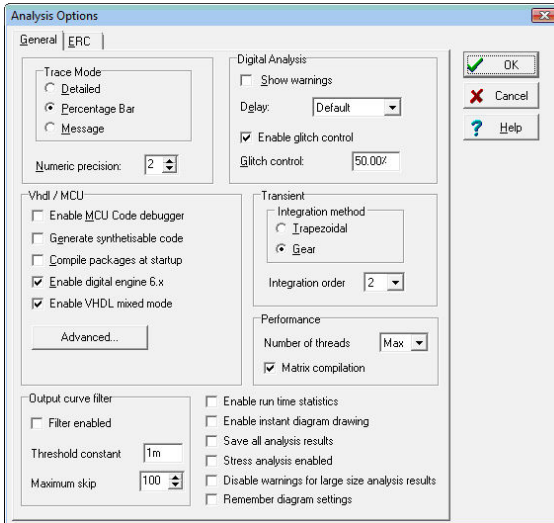 Analysis Options
General
ERC
Trace Mode
Detailed
Percentage Bar
Message
Numeric precision:
2
Digital Analysis
Show warnings
Delay:
Default
Enable glitch control
Glitch control:
50.00%
OK
Cancel
Help
Vhdl / MCU
Enable MCU Code debugger
Generate synthetisable code
Compile packages at startup
Enable digital engine 6.x
Enable VHDL mixed mode
Advanced...
Transient
Integration method
Trapezoidal
Gear
Integration order
2
Performance
Number of threads
Max
Matrix compilation
Output curve filter
Filter enabled
Threshold constant
1m
Maximum skip
100
Enable run time statistics
Enable instant diagram drawing
Save all analysis results
Stress analysis enabled
Disable warnings for large size analysis results
Remember diagram settings